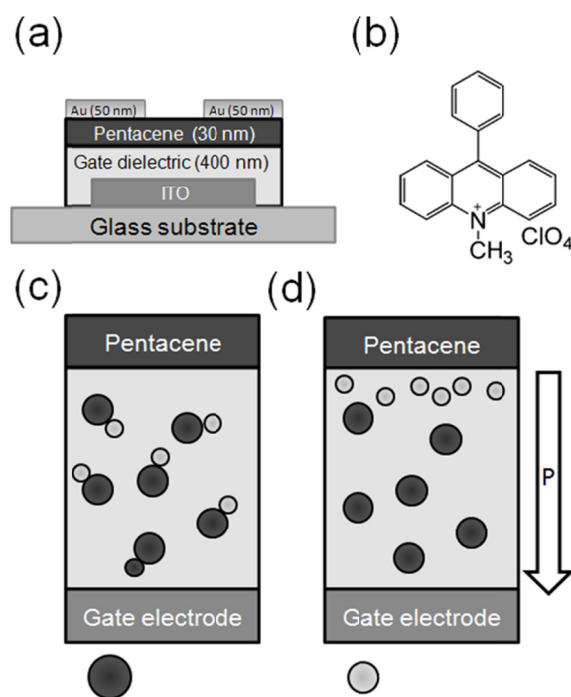 (a)
Au (50 nm)
Au (50 nm)
Pentacene (30 nm)
Gate dielectric (400 nm)
ITO
Glass substrate
(b)
N
+
CH3
ClO4
(c)
Pentacene
Gate electrode
(d)
Pentacene
P
Gate electrode